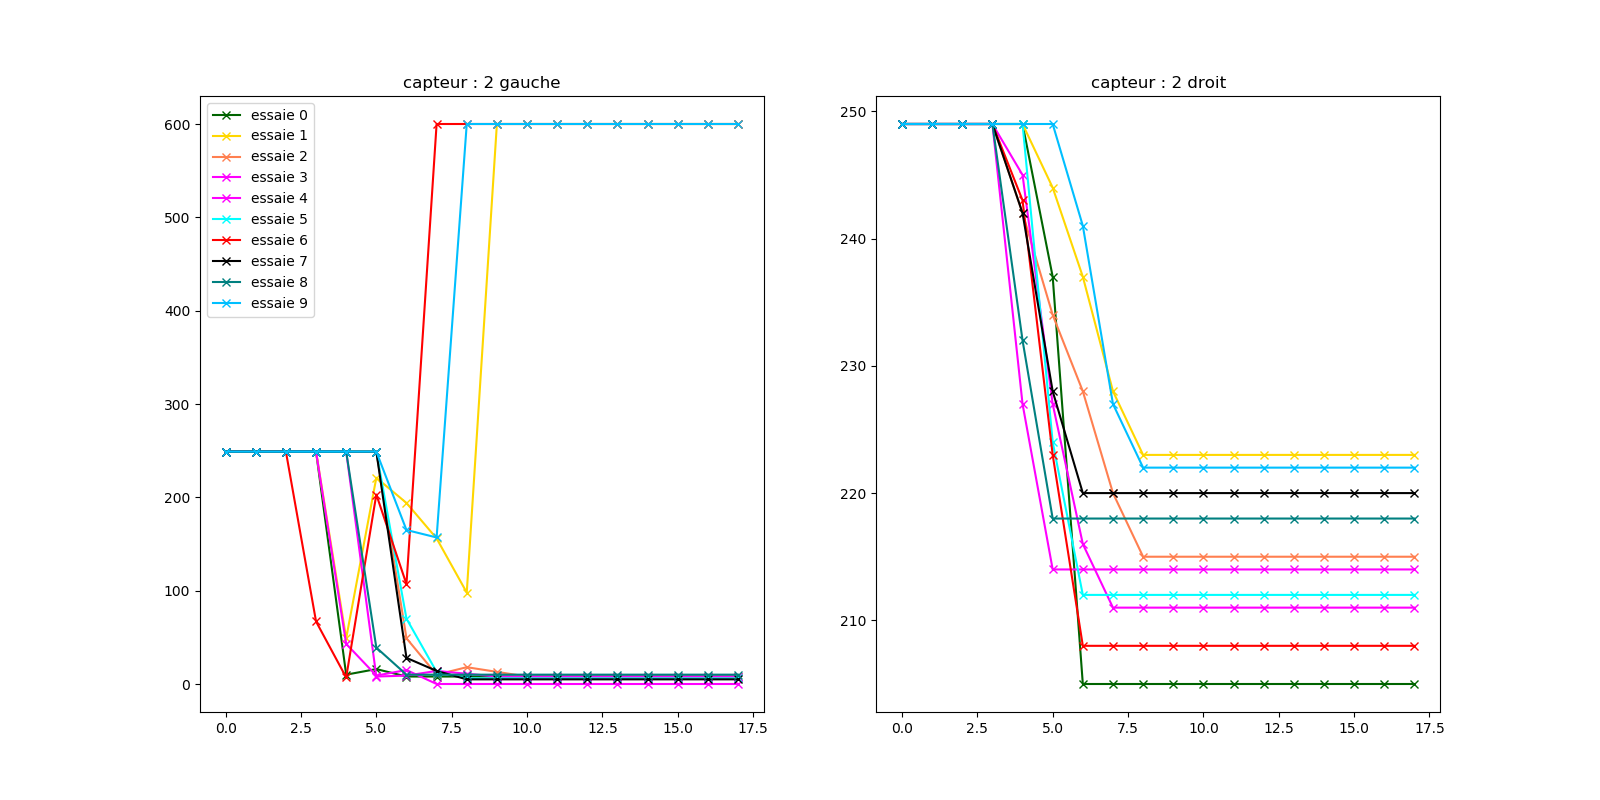 capteur : 2 gauche
600
500
400
300
200
100
0
essaie 0
essaie 1
essaie 2
essaie 3
essaie 4
essaie 5
essaie 6
essaie 7
essaie 8
essaie 9
0.0 2.5 5.0 7.5 10.0 12.5 15.0 17.5
capteur : 2 droit
250
240
230
220
210
0.0 2.5 5.0 7.5 10.0 12.5 15.0 17.5